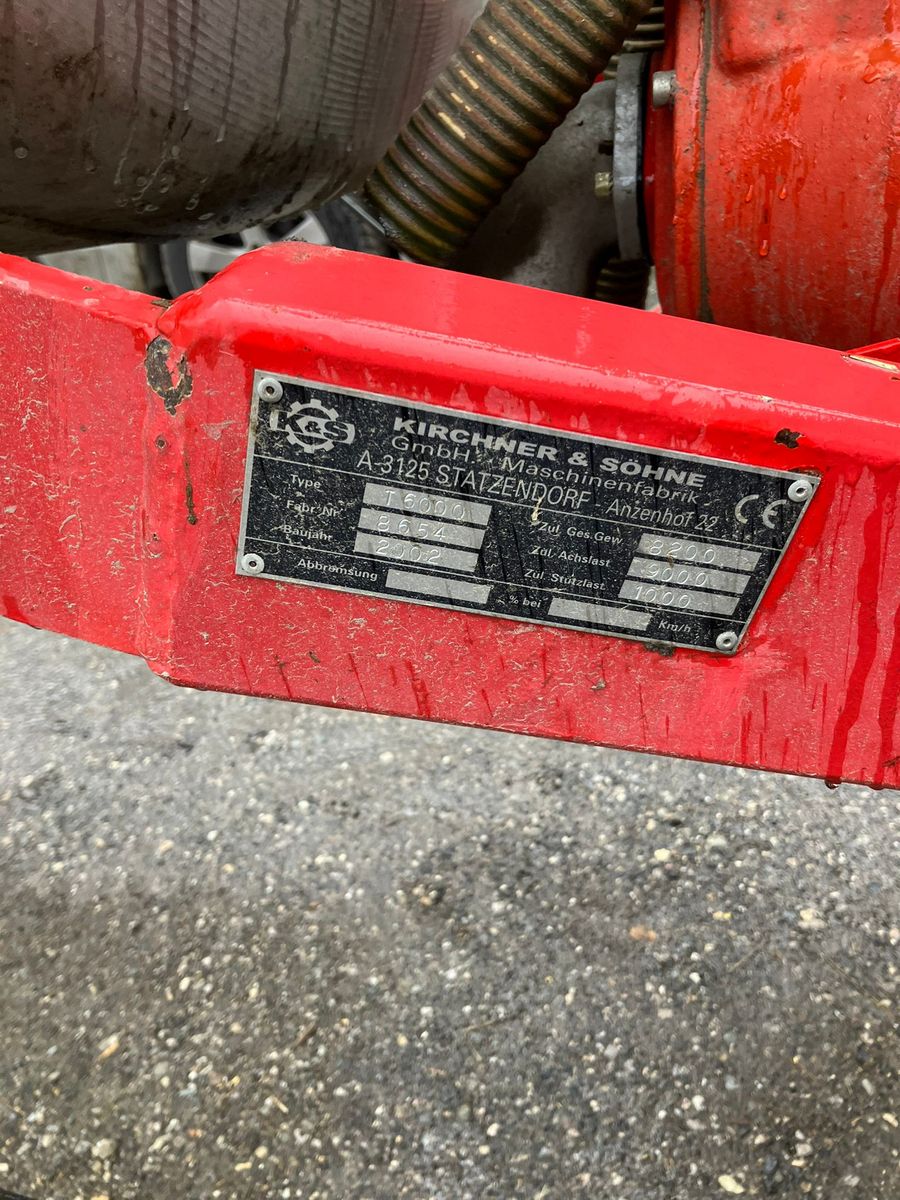 K&S
KIRCHNER & SÖHNE
GmbH. Maschinenfabrik
A-3125 STATZENDORF - Anzenhof 22
CE
Type T6000
Fabr. Nr. 8654
Baujahr 2002
Abbremsung % bei Km/h
Zul. Ges. Gew. 8200
Zul. Achslast 9000
Zul. Stützlast 1000